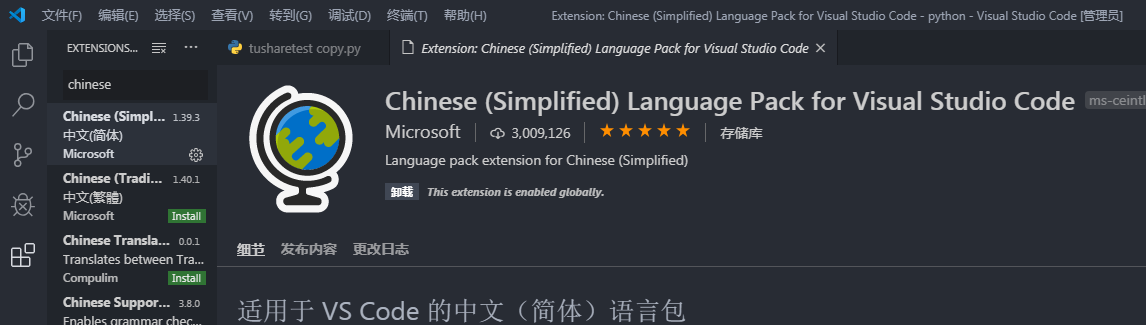 文件(F) 编辑(E) 选择(S) 查看(V) 转到(G) 调试(D) 终端(T) 帮助(H) Extension: Chinese (Simplified) Language Pack for Visual Studio Code - python - Visual Studio Code [管理员]
EXTENSIONS... tusharetest copy.py Extension: Chinese (Simplified) Language Pack for Visual Studio Code
chinese
Chinese (Simpl... 1.39.3
中文(简体)
Microsoft
Chinese (Tradi... 1.40.1
中文(繁體)
Microsoft Install
Chinese Transla... 0.0.1
Translates between Tra...
Compulim Install
Chinese Suppor... 3.8.0
Enables grammar chec...
Chinese (Simplified) Language Pack for Visual Studio Code ms-ceintl
Microsoft 3,009,126 存储库
Language pack extension for Chinese (Simplified)
卸载 This extension is enabled globally.
细节 发布内容 更改日志
适用于 VS Code 的中文（简体）语言包